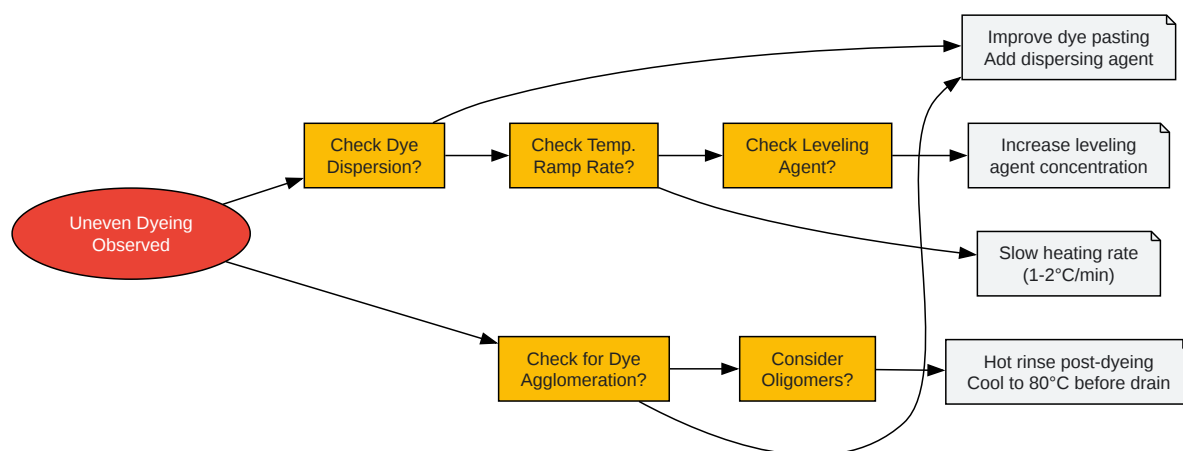 Improve dye pasting
Add dispersing agent
Check Dye
Dispersion?
Check Temp.
Ramp Rate?
Check Leveling
Agent?
Increase leveling
agent concentration
Uneven Dyeing
Observed
Slow heating rate
(1-2°C/min)
Check for Dye
Agglomeration?
Consider
Oligomers?
Hot rinse post-dyeing
Cool to 80°C before drain